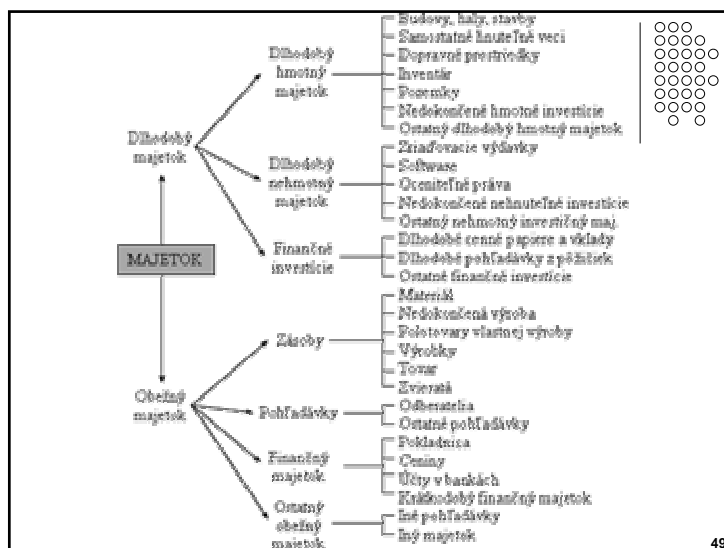 MAJETOK
Dlhodobý
majetok
Dlhodobý
hmotný
majetok
Budovy, haly, stavby
Samostatné hnuteľné veci
Dopravné prostriedky
Inventár
Pozemky
Nedokončené hmotné investície
Ostatný dlhodobý hmotný majetok
Dlhodobý
nehmotný
majetok
Zriaďovacie výdavky
Software
Oceniteľné práva
Nedokončené nehnuteľné investície
Ostatný nehmotný investičný maj.
Finančné
investície
Dlhodobé cenné papiere a vklady
Dlhodobé pohľadávky z pôžičiek
Ostatné finančné investície
Obežný
majetok
Zásoby
Materiál
Nedokončená výroba
Polotovary vlastnej výroby
Výrobky
Tovar
Zvieratá
Pohľadávky
Odberatelia
Ostatné pohľadávky
Finančný
majetok
Pokladnica
Ceniny
Účty v bankách
Krátkodobý finančný majetok
Ostatný
obežný
majetok
Iné pohľadávky
Iný majetok
49